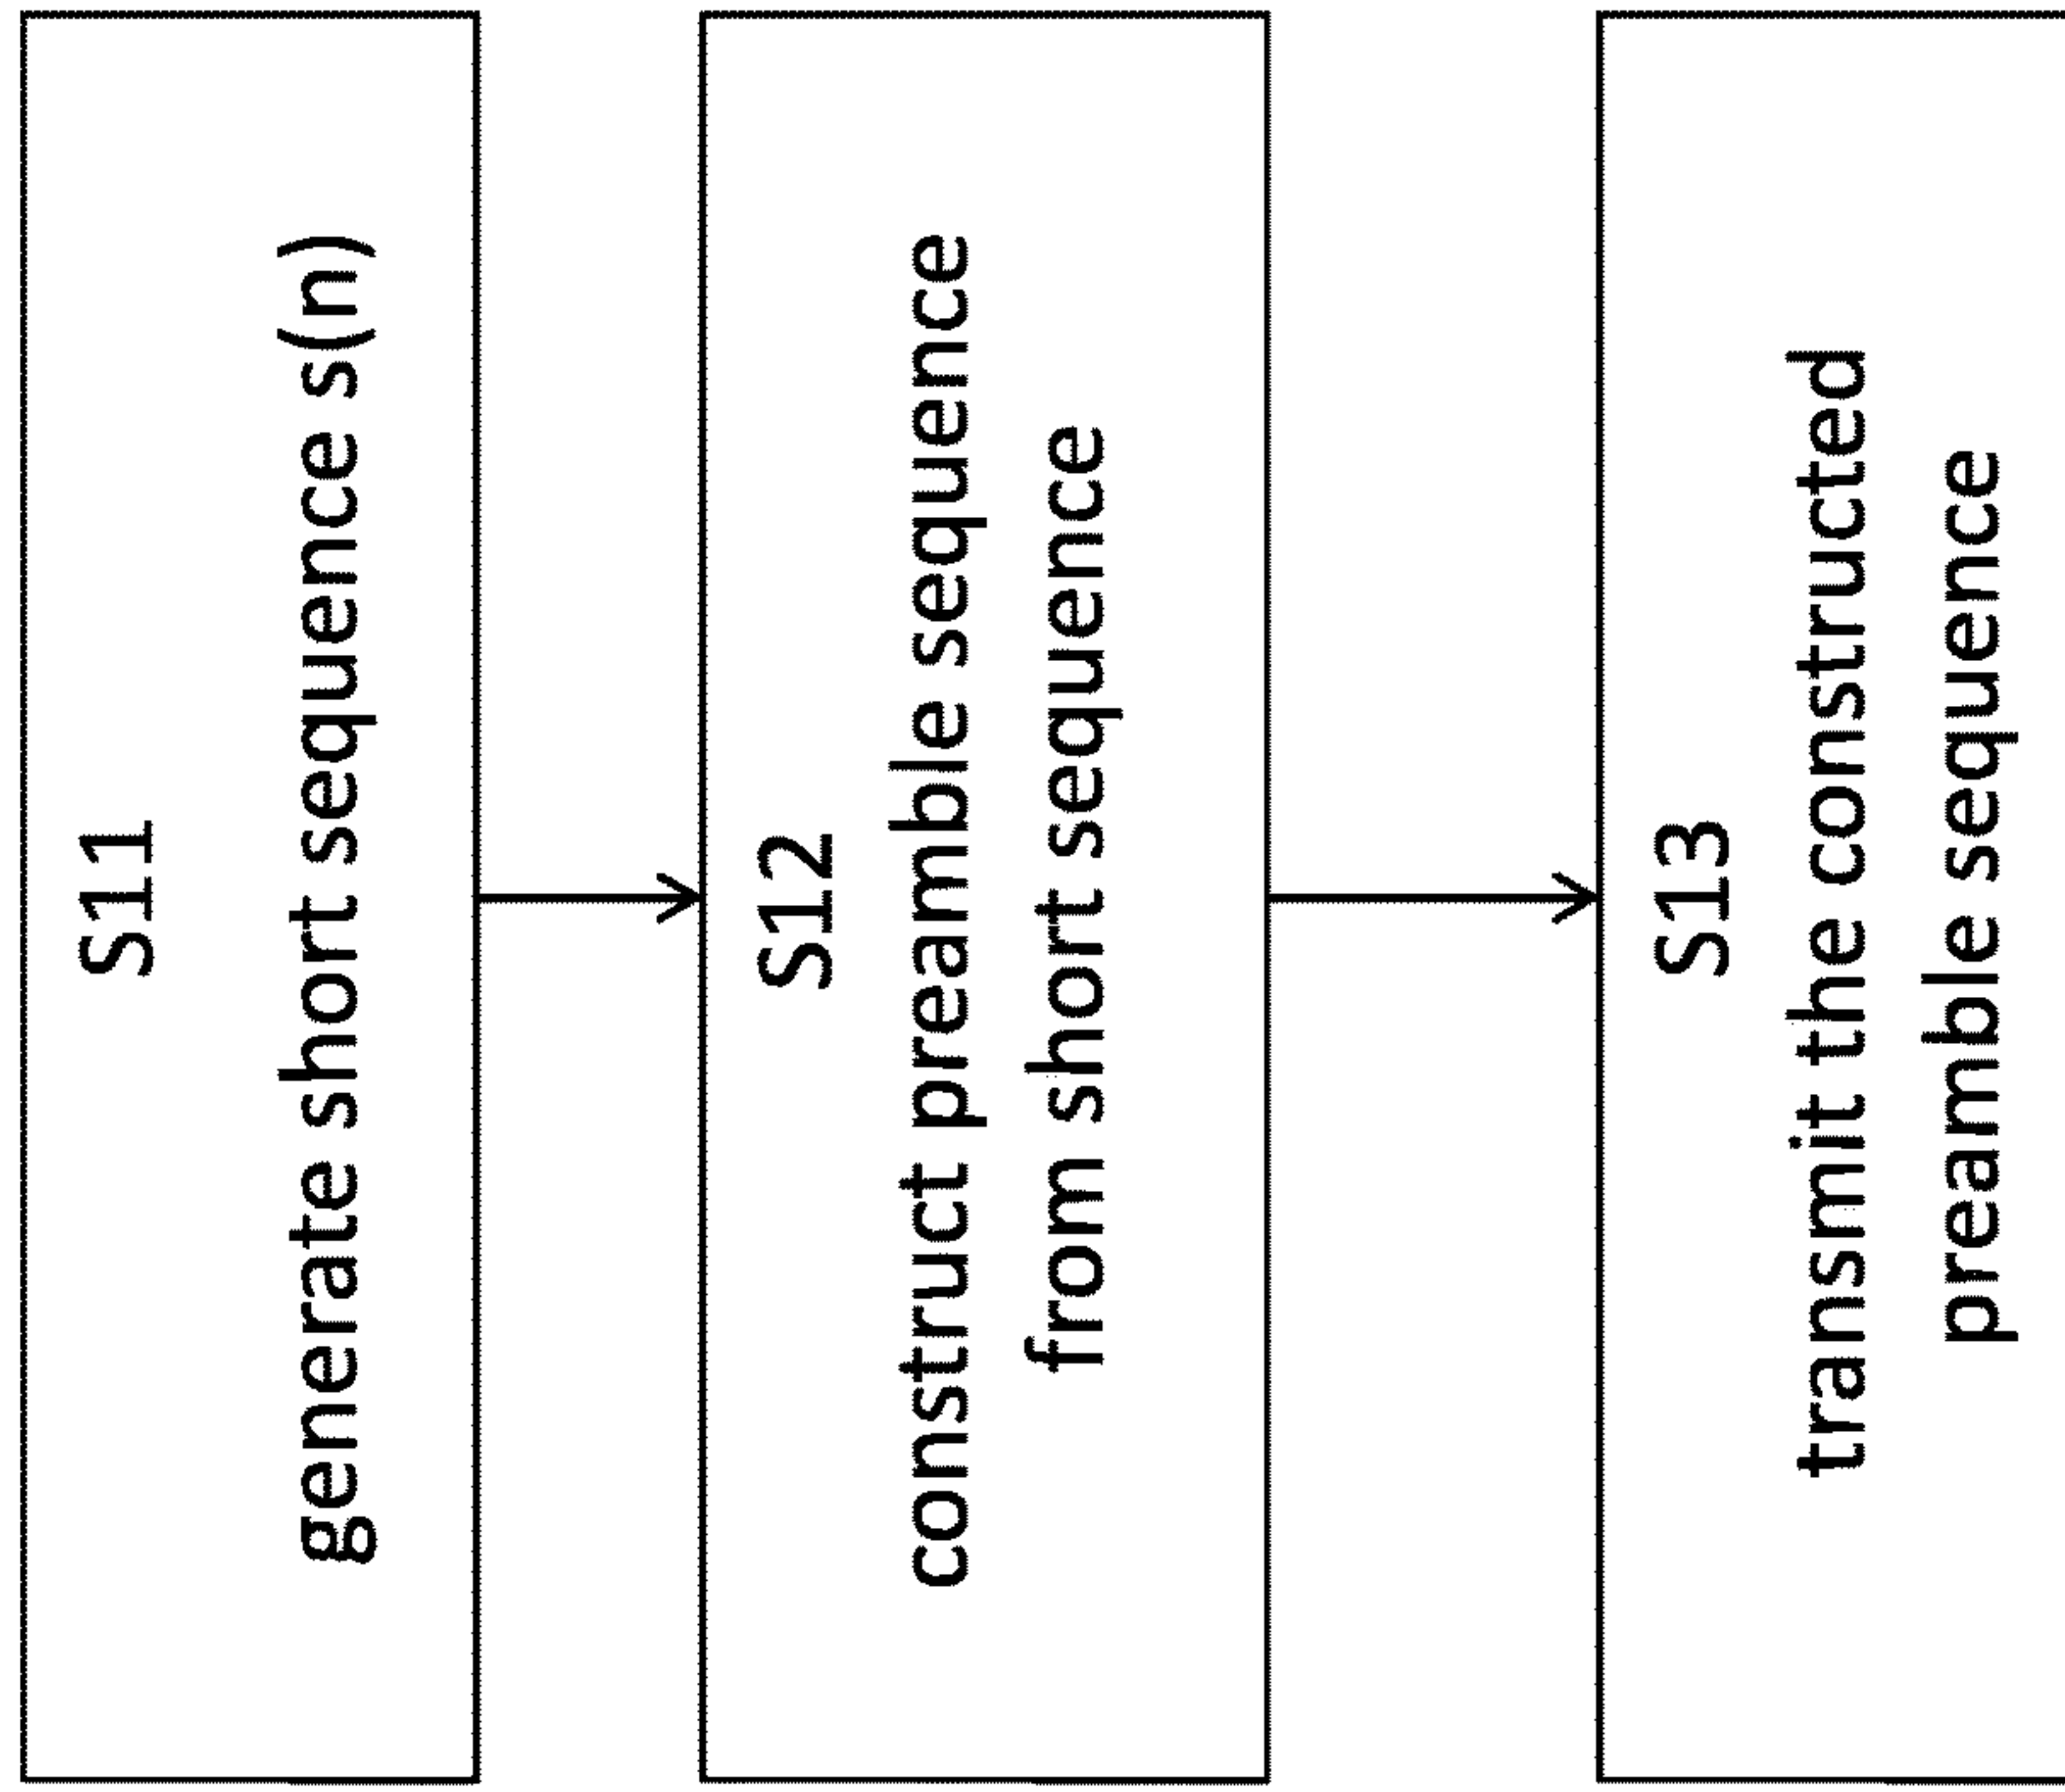 S11
generate short sequence s(n)
S12
construct preamble sequence
from short sequence
S13
transmit the constructed
preamble sequence